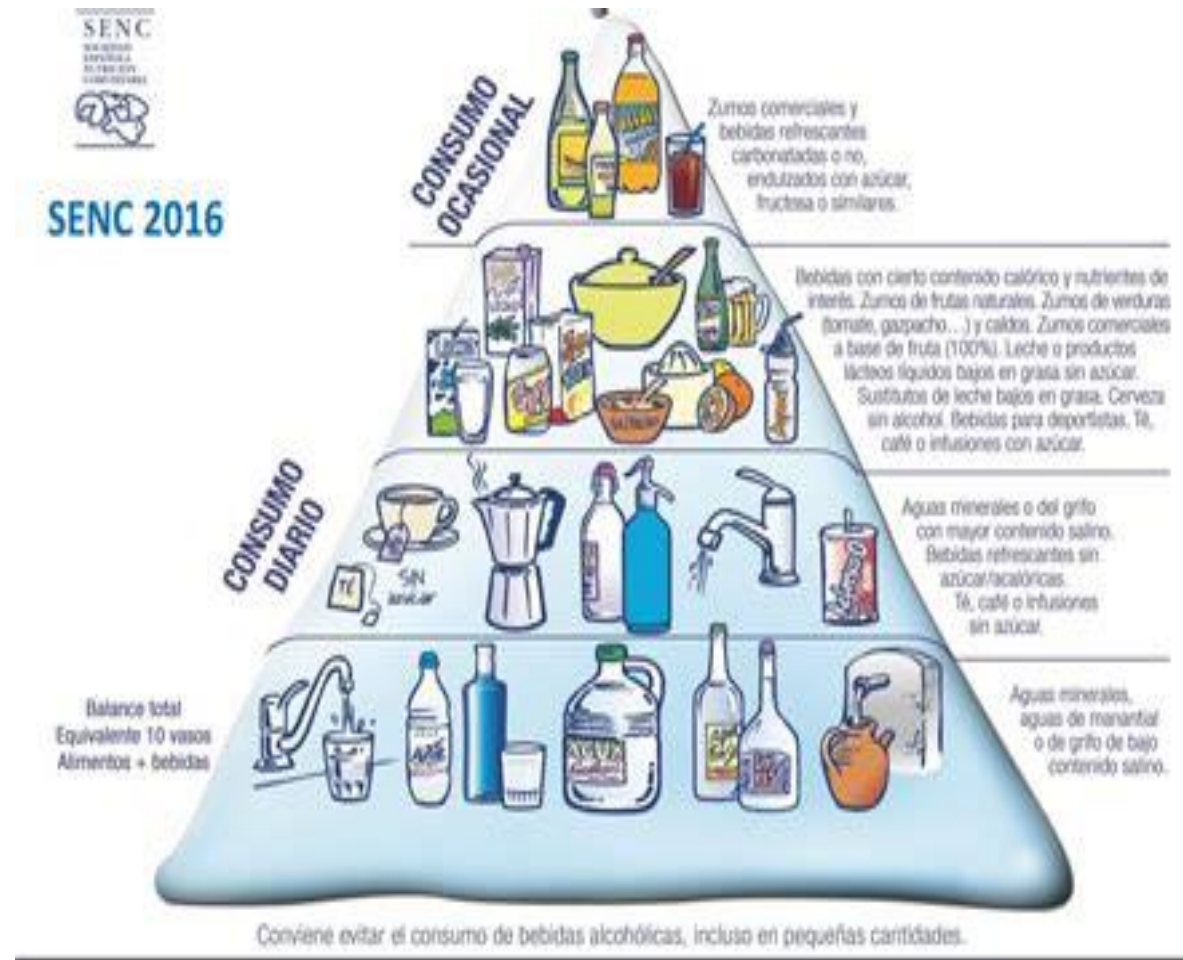 SENC
SOCIEDAD
ESPAÑOLA
NUTRICIÓN
COMUNITARIA
SENC 2016
CONSUMO
OCASIONAL
Zumos comerciales y
bebidas refrescantes
carbonatadas o no,
endulzados con azúcar,
fructosa o similares.
Bebidas con cierto contenido calórico y nutrientes de
interés. Zumos de frutas naturales. Zumos de verduras
(tomate, gazpacho…) y caldos. Zumos comerciales
a base de fruta (100%). Leche o productos
lácteos líquidos bajos en grasa sin azúcar.
Sustitutos de leche bajos en grasa. Cerveza
sin alcohol. Bebidas para deportistas. Té,
café o infusiones con azúcar.
CONSUMO
DIARIO
TÉ
SIN
azúcar
Aguas minerales o del grifo
con mayor contenido salino.
Bebidas refrescantes sin
azúcar/acalóricas.
Té, café o infusiones
sin azúcar.
Balance total
Equivalente 10 vasos
Alimentos + bebidas
AGUA
Aguas minerales,
aguas de manantial
o de grifo de bajo
contenido salino.
Conviene evitar el consumo de bebidas alcohólicas, incluso en pequeñas cantidades.